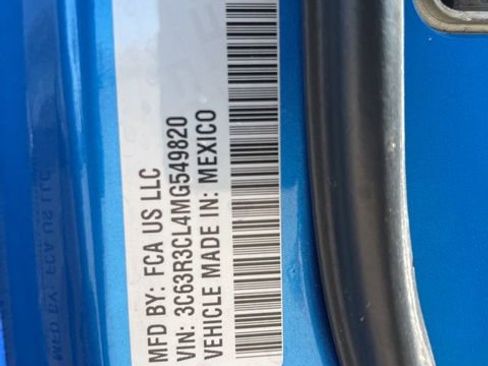 MFD BY: FCA US LLC
VIN: 3C63R3CL4MG549820
VEHICLE MADE IN: MEXICO